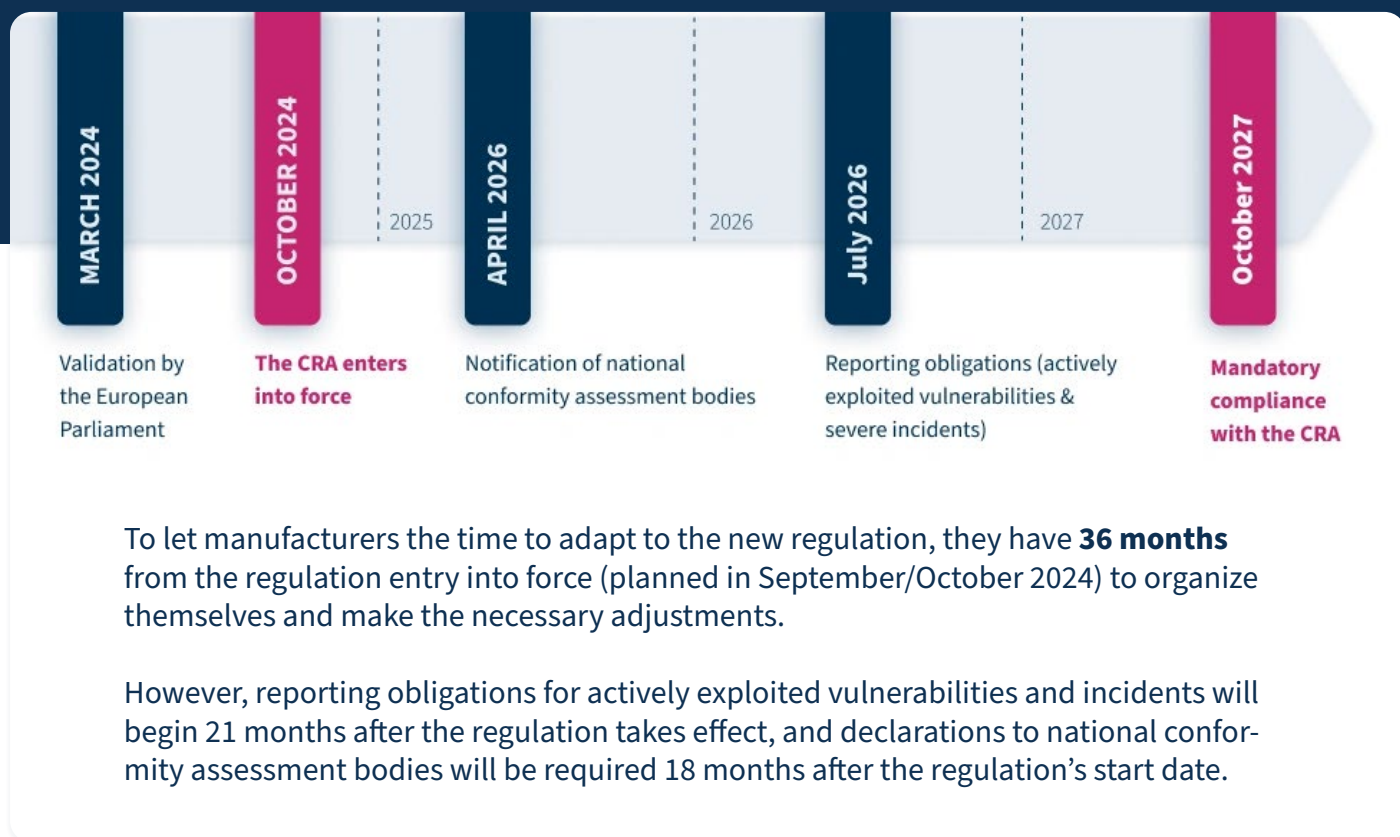 MARCH 2024
OCTOBER 2024
2025
APRIL 2026
2026
July 2026
2027
October 2027
Validation by
the European
Parliament
The CRA enters
into force
Notification of national
conformity assessment bodies
Reporting obligations (actively
exploited vulnerabilities &
severe incidents)
Mandatory
compliance
with the CRA
To let manufacturers the time to adapt to the new regulation, they have 36 months
from the regulation entry into force (planned in September/October 2024) to organize
themselves and make the necessary adjustments.
However, reporting obligations for actively exploited vulnerabilities and incidents will
begin 21 months after the regulation takes effect, and declarations to national confor-
mity assessment bodies will be required 18 months after the regulation’s start date.